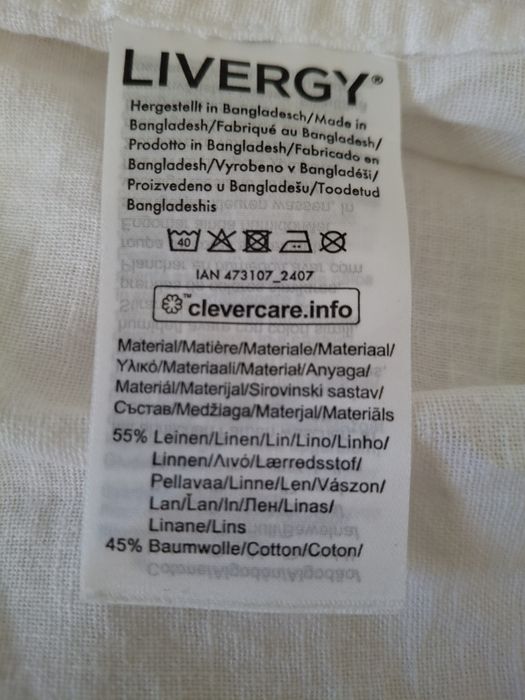 LIVERGY®
Hergestellt in Bangladesch/Made in
Bangladesh/Fabriqué au Bangladesh/
Prodotto in Bangladesh/Fabricado en
Bangladesh/Vyrobeno v Bangladéši/
Proizvedeno u Bangladešu/Toodetud
Bangladeshis
40
IAN 473107_2407
™clevercare.info
Material/Matière/Materiale/Materiaal/
Υλικό/Materiaali/Materiał/Anyaga/
Materiál/Materijal/Sirovinski sastav/
Състав/Medžiaga/Materjal/Materiāls
55% Leinen/Linen/Lin/Lino/Linho/
Linnen/Λινό/Lærredsstof/
Pellavaa/Linne/Len/Vászon/
Lan/Ľan/In/Лен/Linas/
Linane/Lins
45% Baumwolle/Cotton/Coton/